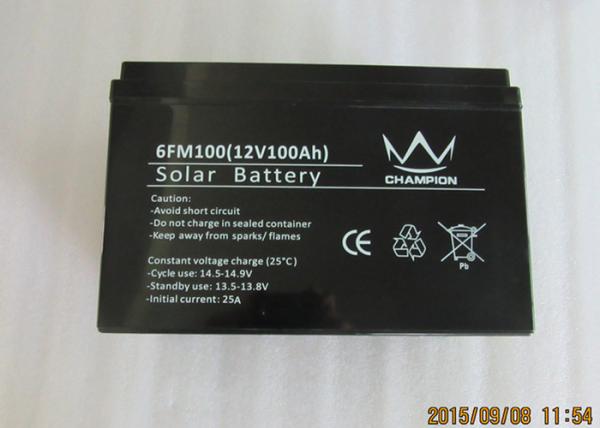 6FM100(12V100Ah)
Solar Battery
CHAMPION
Caution:
-Avoid short circuit
-Do not charge in sealed container
-Keep away from sparks/ flames
Constant voltage charge (25°C)
-Cycle use: 14.5-14.9V
-Standby use: 13.5-13.8V
-Initial current: 25A
CE
Pb
2015/09/08 11:54